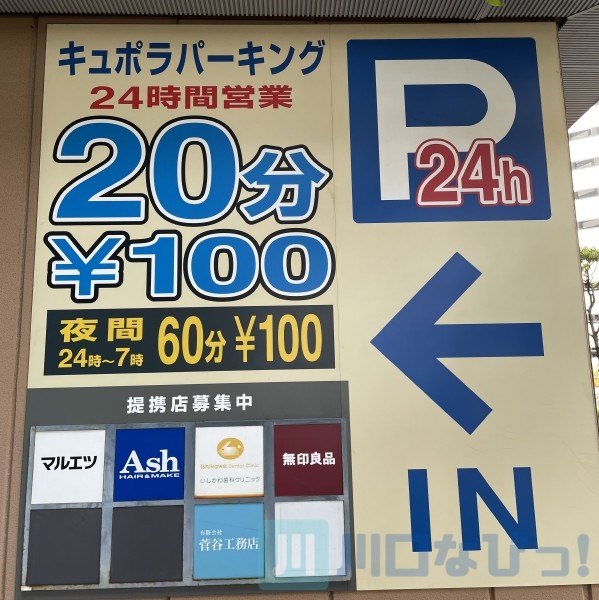 キュポラパーキング
24時間営業
20分
¥100
夜間
24時〜7時
60分 ¥100
提携店募集中
マルエツ
Ash
HAIR&MAKE
Ishikawa Dental Clinic
いしかわ歯科クリニック
無印良品
有限会社
菅谷工務店
P
24h
IN
川口なびっ!